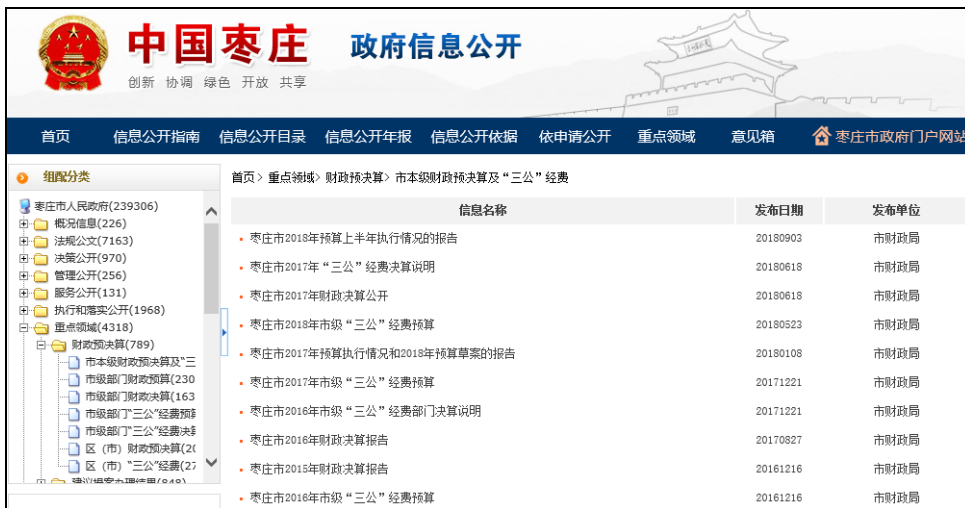 中国枣庄 政府信息公开
创新 协调 绿色 开放 共享
首页 信息公开指南 信息公开目录 信息公开年报 信息公开依据 依申请公开 重点领域 意见箱 枣庄市政府门户网站
组配分类
首页> 重点领域> 财政预决算> 市本级财政预决算及“三公”经费
枣庄市人民政府(239306)
概况信息(226)
法规公文(7163)
决策公开(970)
管理公开(256)
服务公开(131)
执行和落实公开(1968)
重点领域(4318)
财政预决算(789)
市本级财政预决算及"三
市级部门财政预算(230
市级部门财政决算(163
市级部门"三公"经费预算
市级部门"三公"经费决算
区（市）财政预决算(20
区（市）"三公"经费(27
建议提案办理结果(848)
信息名称 发布日期 发布单位
枣庄市2018年预算上半年执行情况的报告 20180903 市财政局
枣庄市2017年“三公”经费决算说明 20180618 市财政局
枣庄市2017年财政决算公开 20180618 市财政局
枣庄市2018年市级“三公”经费预算 20180523 市财政局
枣庄市2017年预算执行情况和2018年预算草案的报告 20180108 市财政局
枣庄市2017年市级“三公”经费预算 20171221 市财政局
枣庄市2016年市级“三公”经费部门决算说明 20171221 市财政局
枣庄市2016年财政决算报告 20170827 市财政局
枣庄市2015年财政决算报告 20161216 市财政局
枣庄市2016年市级“三公”经费预算 20161216 市财政局